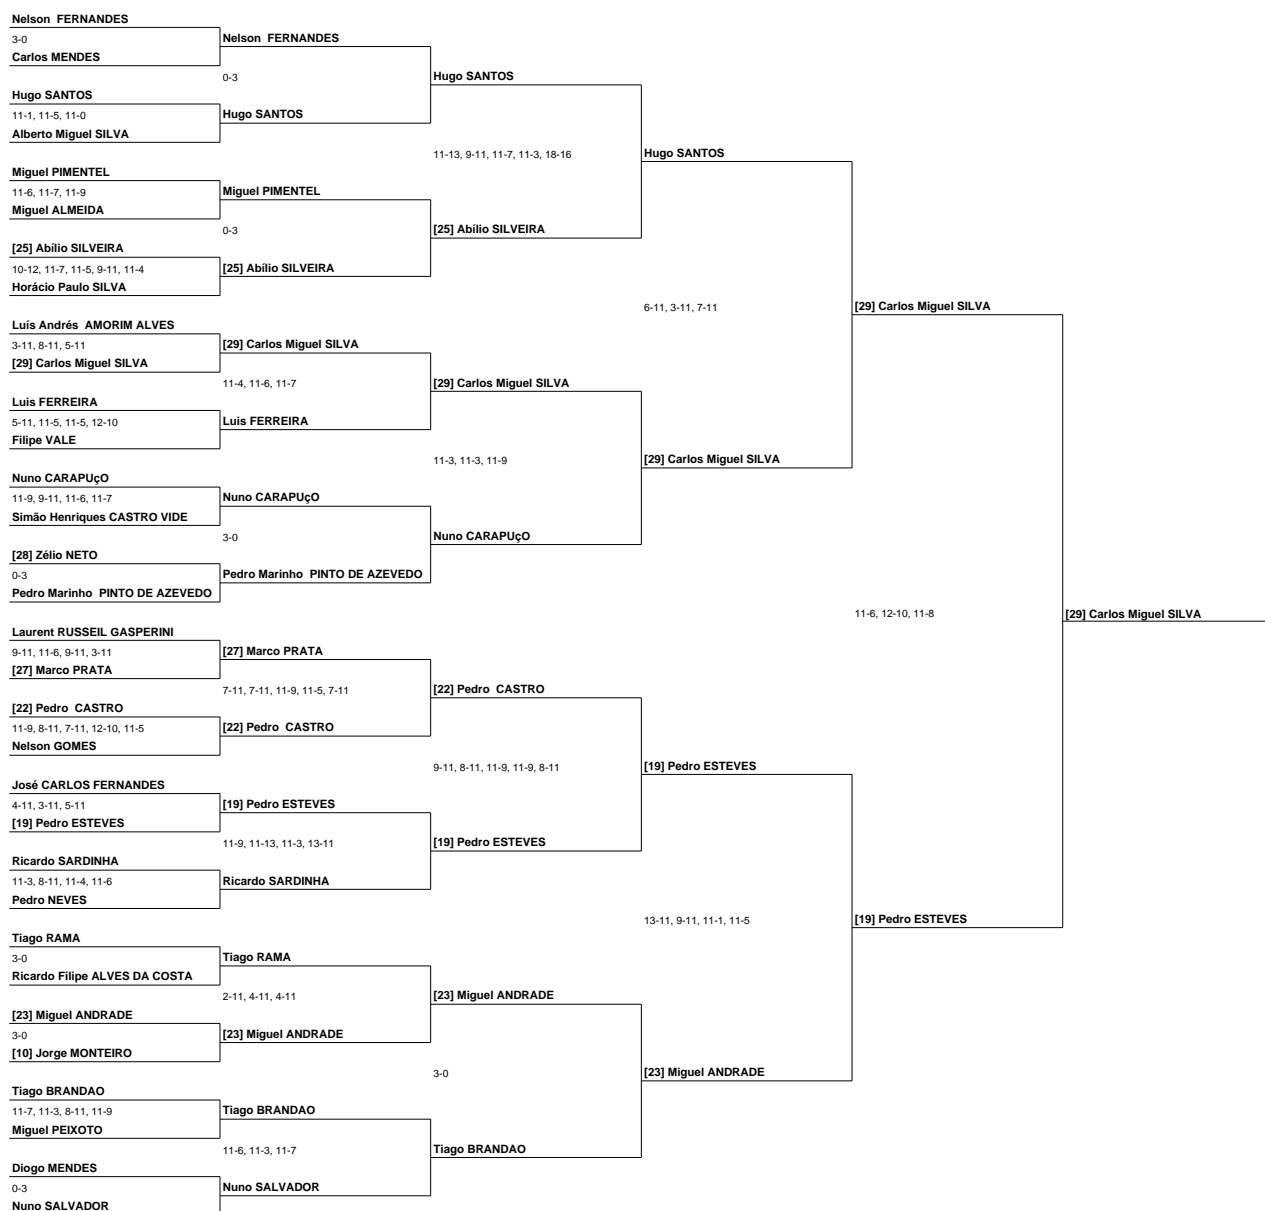 Nelson  FERNANDES
3-0
Nelson  FERNANDES
Carlos MENDES
0-3
Hugo SANTOS
Hugo SANTOS
11-1, 11-5, 11-0
Hugo SANTOS
Alberto Miguel SILVA
11-13, 9-11, 11-7, 11-3, 18-16
Hugo SANTOS
Miguel PIMENTEL
11-6, 11-7, 11-9
Miguel PIMENTEL
Miguel ALMEIDA
0-3
[25] Abílio SILVEIRA
[25] Abílio SILVEIRA
10-12, 11-7, 11-5, 9-11, 11-4
[25] Abílio SILVEIRA
Horácio Paulo SILVA
6-11, 3-11, 7-11
[29] Carlos Miguel SILVA
Luís Andrés  AMORIM ALVES
3-11, 8-11, 5-11
[29] Carlos Miguel SILVA
[29] Carlos Miguel SILVA
11-4, 11-6, 11-7
[29] Carlos Miguel SILVA
Luis FERREIRA
5-11, 11-5, 11-5, 12-10
Luis FERREIRA
Filipe VALE
11-3, 11-3, 11-9
[29] Carlos Miguel SILVA
Nuno CARAPUçO
11-9, 9-11, 11-6, 11-7
Nuno CARAPUçO
Simão Henriques CASTRO VIDE
3-0
Nuno CARAPUçO
[28] Zélio NETO
0-3
Pedro Marinho  PINTO DE AZEVEDO
Pedro Marinho  PINTO DE AZEVEDO
11-6, 12-10, 11-8
[29] Carlos Miguel SILVA
Laurent RUSSEIL GASPERINI
9-11, 11-6, 9-11, 3-11
[27] Marco PRATA
[27] Marco PRATA
7-11, 7-11, 11-9, 11-5, 7-11
[22] Pedro  CASTRO
[22] Pedro  CASTRO
11-9, 8-11, 7-11, 12-10, 11-5
[22] Pedro  CASTRO
Nelson GOMES
9-11, 8-11, 11-9, 11-9, 8-11
[19] Pedro ESTEVES
José CARLOS FERNANDES
4-11, 3-11, 5-11
[19] Pedro ESTEVES
[19] Pedro ESTEVES
11-9, 11-13, 11-3, 13-11
[19] Pedro ESTEVES
Ricardo SARDINHA
11-3, 8-11, 11-4, 11-6
Ricardo SARDINHA
Pedro NEVES
13-11, 9-11, 11-1, 11-5
[19] Pedro ESTEVES
Tiago RAMA
3-0
Tiago RAMA
Ricardo Filipe ALVES DA COSTA
2-11, 4-11, 4-11
[23] Miguel ANDRADE
[23] Miguel ANDRADE
3-0
[23] Miguel ANDRADE
[10] Jorge MONTEIRO
3-0
[23] Miguel ANDRADE
Tiago BRANDAO
11-7, 11-3, 8-11, 11-9
Tiago BRANDAO
Miguel PEIXOTO
11-6, 11-3, 11-7
Tiago BRANDAO
Diogo MENDES
0-3
Nuno SALVADOR
Nuno SALVADOR